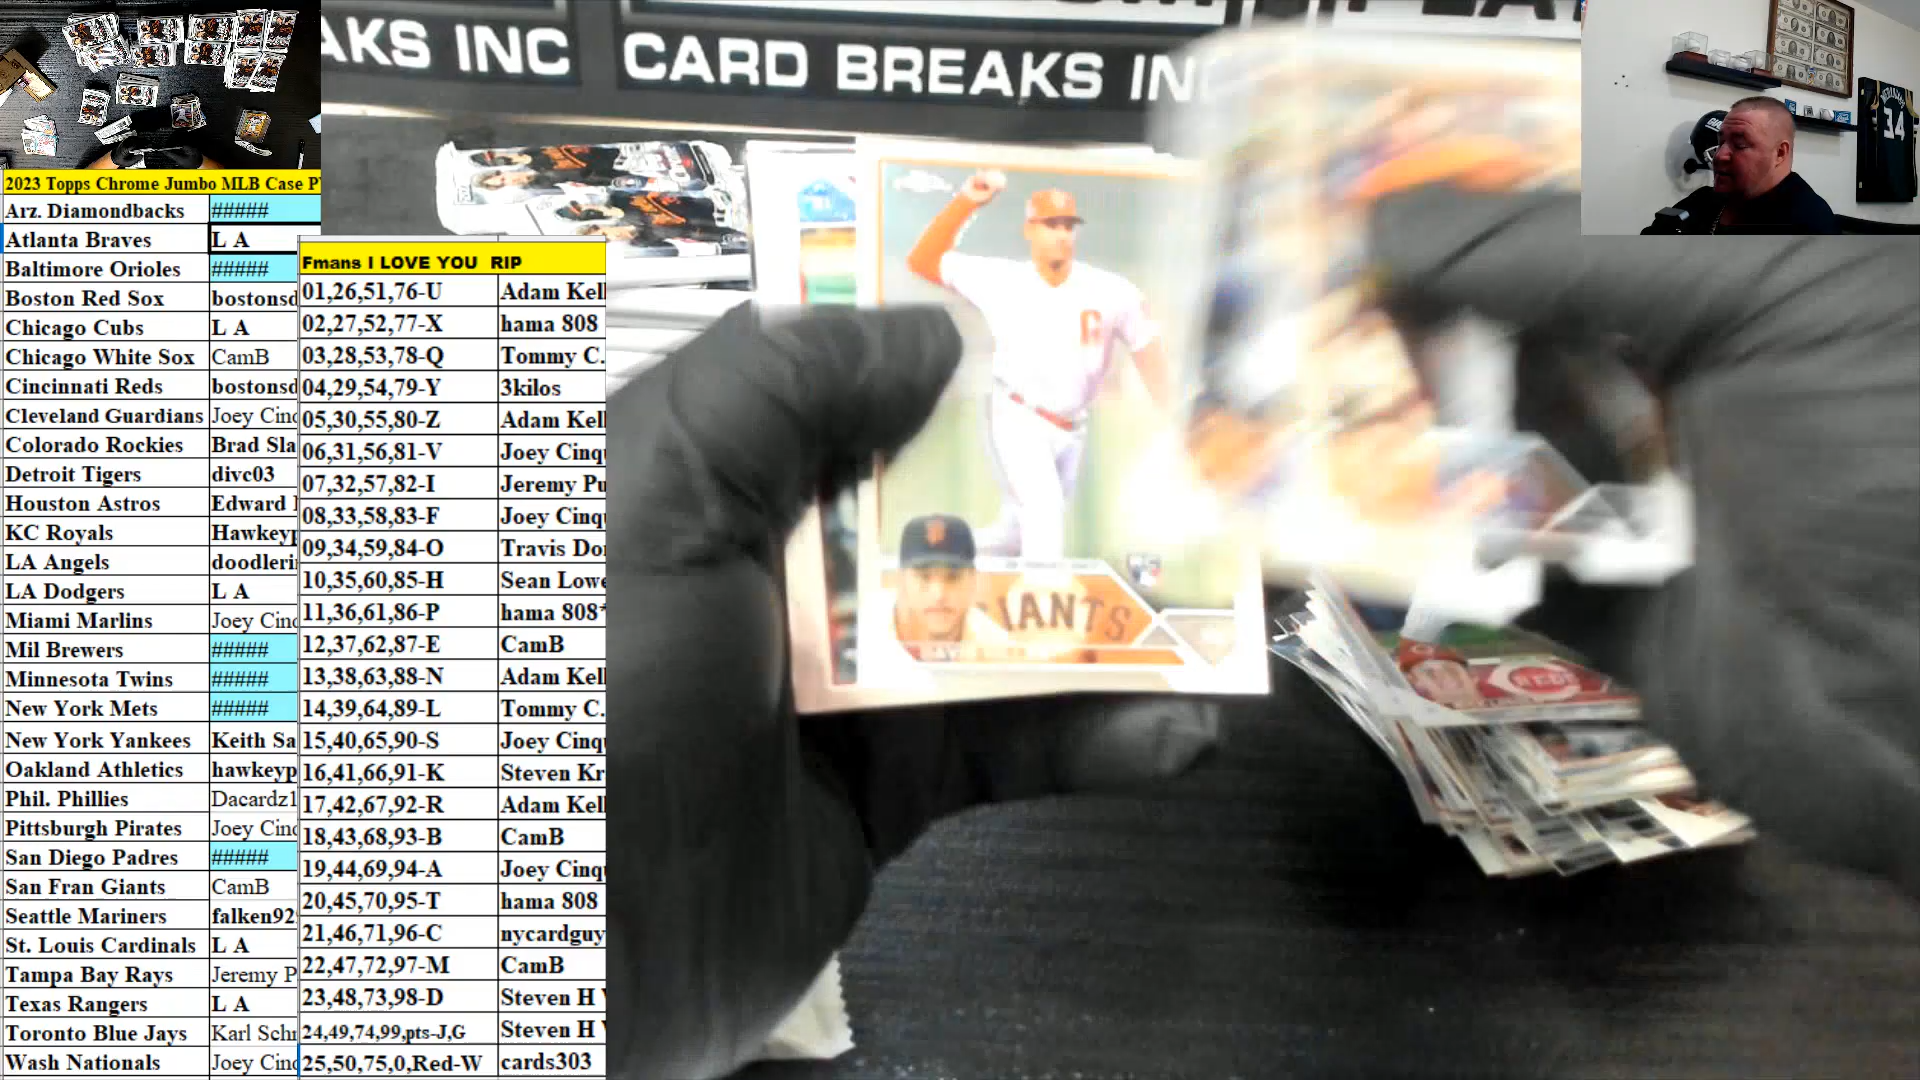 AKS INC CARD BREAKS IN
34
2023 Topps Chrome Jumbo MLB Case P
Arz. Diamondbacks #####
Atlanta Braves L A
Baltimore Orioles #####
Boston Red Sox bostonsd
Chicago Cubs L A
Chicago White Sox CamB
Cincinnati Reds bostonsd
Cleveland Guardians Joey Cinq
Colorado Rockies Brad Sla
Detroit Tigers divc03
Houston Astros Edward
KC Royals Hawkeyp
LA Angels doodleri
LA Dodgers L A
Miami Marlins Joey Cinq
Mil Brewers #####
Minnesota Twins #####
New York Mets #####
New York Yankees Keith Sa
Oakland Athletics hawkeyp
Phil. Phillies Dacardz1
Pittsburgh Pirates Joey Cinq
San Diego Padres #####
San Fran Giants CamB
Seattle Mariners falken92
St. Louis Cardinals L A
Tampa Bay Rays Jeremy P
Texas Rangers L A
Toronto Blue Jays Karl Sch
Wash Nationals Joey Cinq
Fmans I LOVE YOU RIP
01,26,51,76-U Adam Kell
02,27,52,77-X hama 808
03,28,53,78-Q Tommy C.
04,29,54,79-Y 3kilos
05,30,55,80-Z Adam Kell
06,31,56,81-V Joey Cinq
07,32,57,82-I Jeremy Pu
08,33,58,83-F Joey Cinq
09,34,59,84-O Travis Do
10,35,60,85-H Sean Lowe
11,36,61,86-P hama 808*
12,37,62,87-E CamB
13,38,63,88-N Adam Kell
14,39,64,89-L Tommy C.
15,40,65,90-S Joey Cinq
16,41,66,91-K Steven Kr
17,42,67,92-R Adam Kell
18,43,68,93-B CamB
19,44,69,94-A Joey Cinq
20,45,70,95-T hama 808
21,46,71,96-C nycardguy
22,47,72,97-M CamB
23,48,73,98-D Steven H
24,49,74,99,pts-J,G Steven H
25,50,75,0,Red-W cards303
GIANTS
REDS